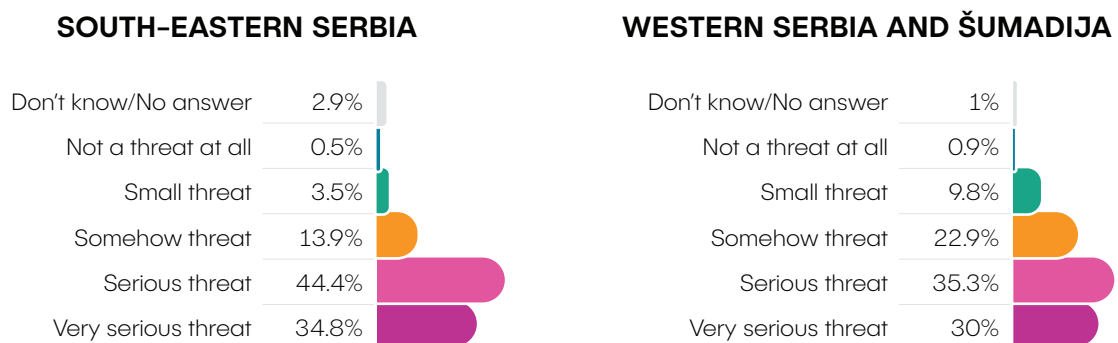 SOUTH-EASTERN SERBIA
Don't know/No answer 2.9%
Not a threat at all 0.5%
Small threat 3.5%
Somehow threat 13.9%
Serious threat 44.4%
Very serious threat 34.8%
WESTERN SERBIA AND ŠUMADIJA
Don't know/No answer 1%
Not a threat at all 0.9%
Small threat 9.8%
Somehow threat 22.9%
Serious threat 35.3%
Very serious threat 30%